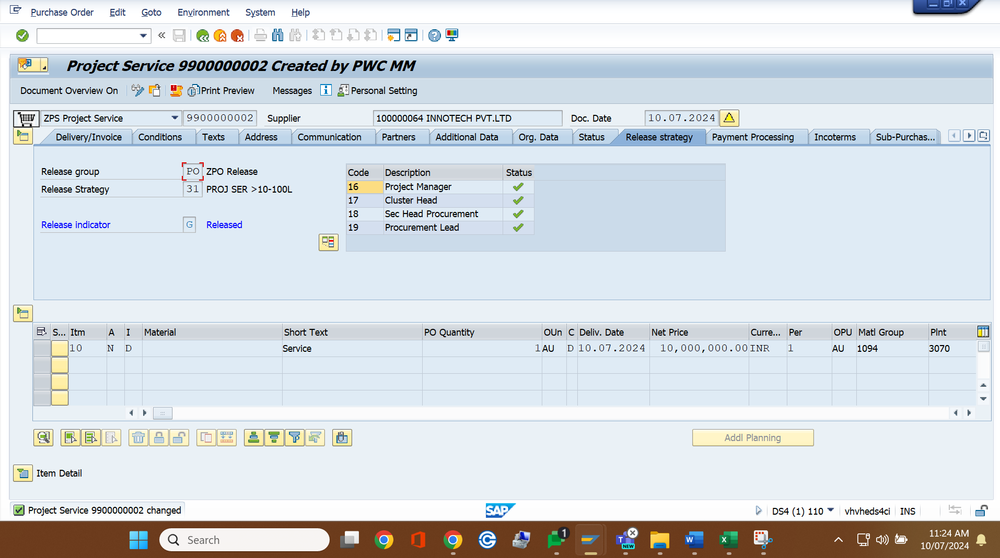 Purchase Order Edit Goto Environment System Help
Project Service 9900000002 Created by PWC MM
Document Overview On Print Preview Messages Personal Setting
ZPS Project Service 9900000002 Supplier 100000064 INNOTECH PVT.LTD Doc. Date 10.07.2024
Delivery/Invoice Conditions Texts Address Communication Partners Additional Data Org. Data Status Release strategy Payment Processing Incoterms Sub-Purchas...
Release group PO ZPO Release
Release Strategy 31 PROJ SER >10-100L
Release indicator G Released
Code Description Status
16 Project Manager
17 Cluster Head
18 Sec Head Procurement
19 Procurement Lead
S... Itm A I Material Short Text PO Quantity OUn C Deliv. Date Net Price Curre... Per OPU Matl Group Plnt
10 N D Service 1 AU D 10.07.2024 10,000,000.00 INR 1 AU 1094 3070
Addl Planning
Item Detail
Project Service 9900000002 changed SAP DS4 (1) 110 vhvheds4ci INS
Search 1 NEW 11:24 AM
10/07/2024